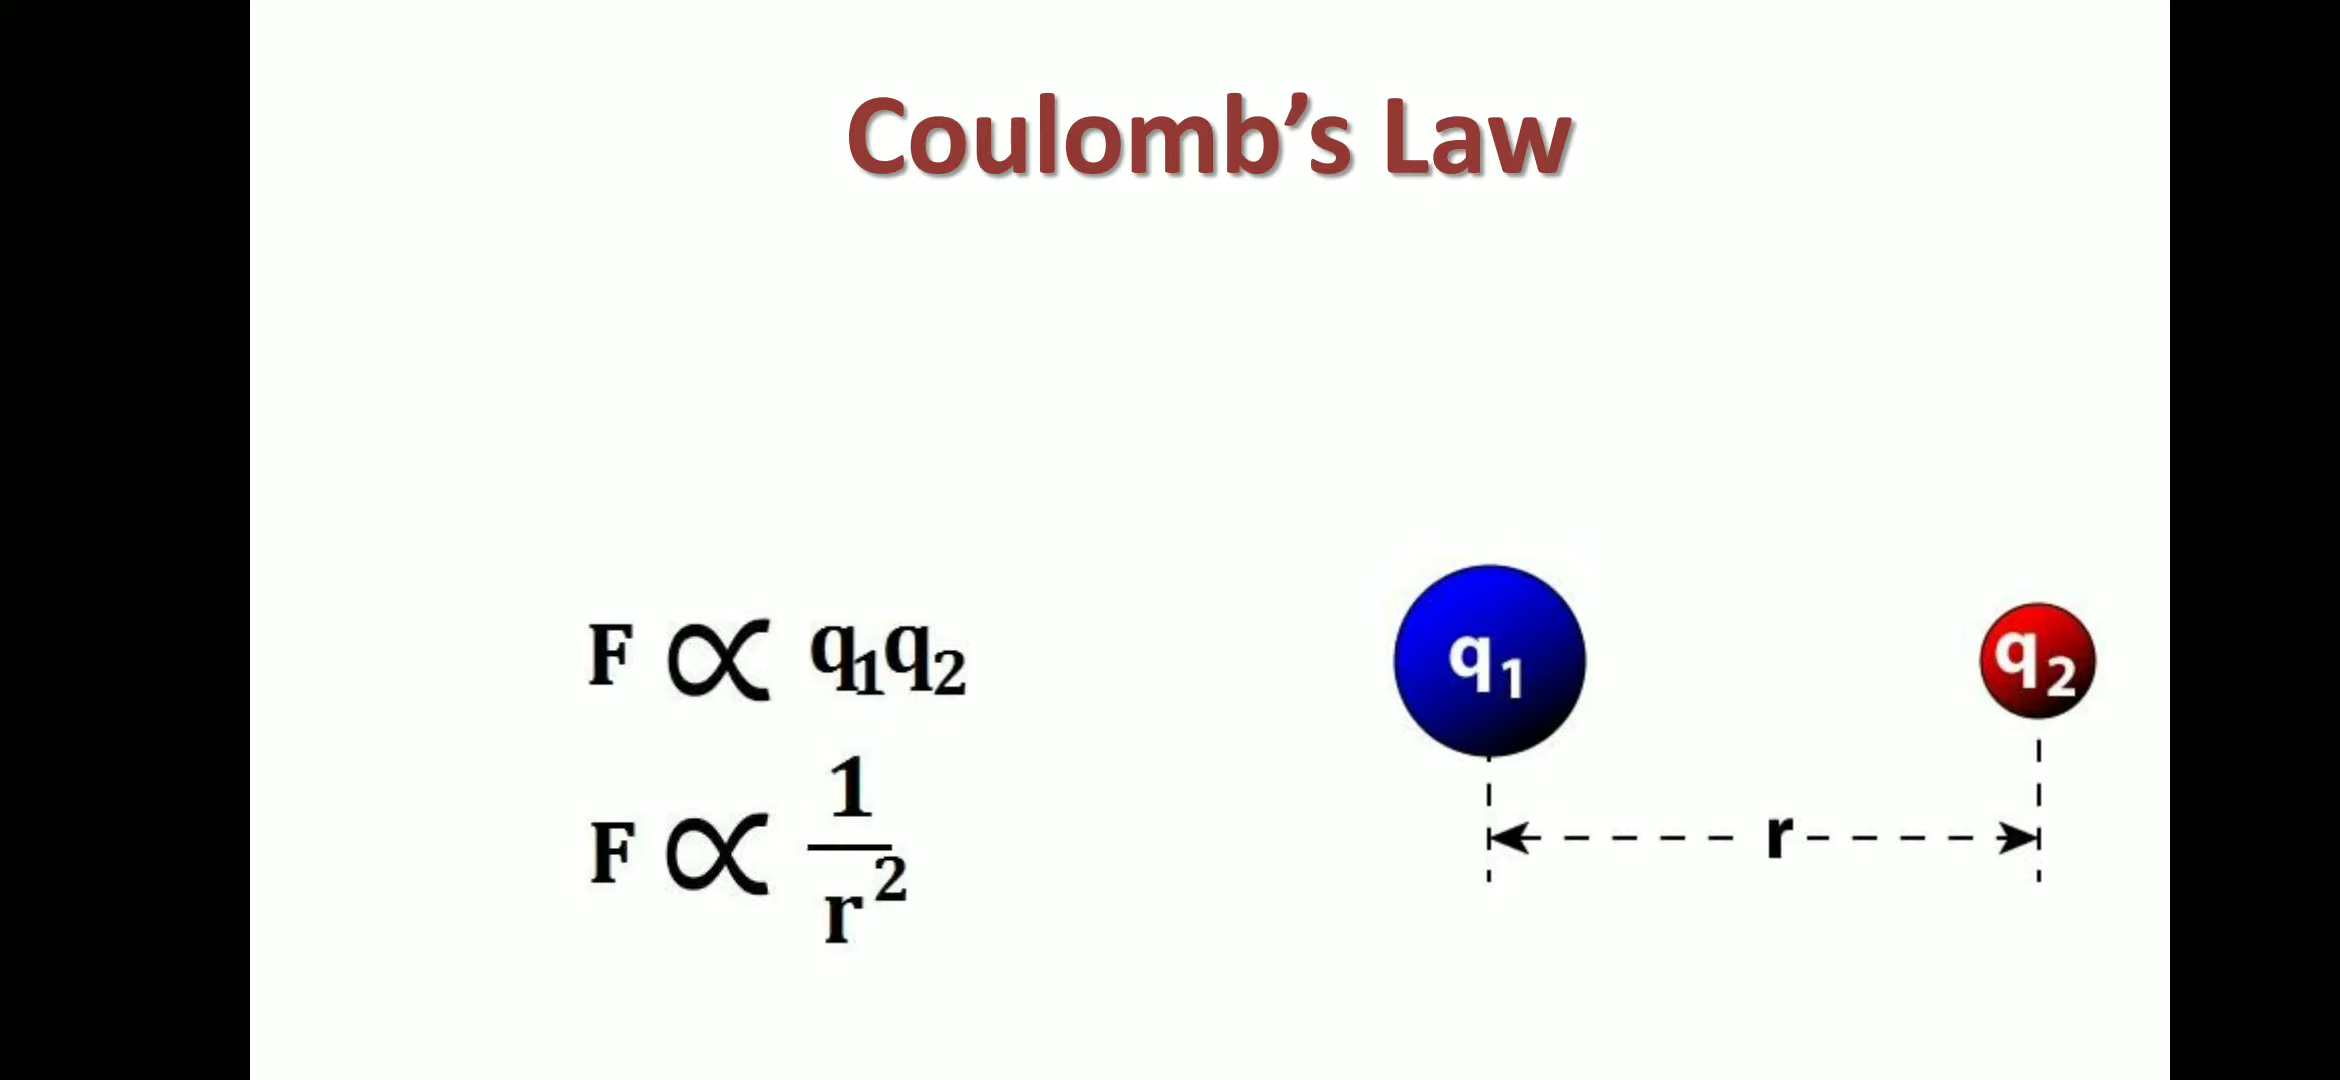 Coulomb’s Law
F ∝ q₁q₂
F ∝ 1/r²
q₁
q₂
r